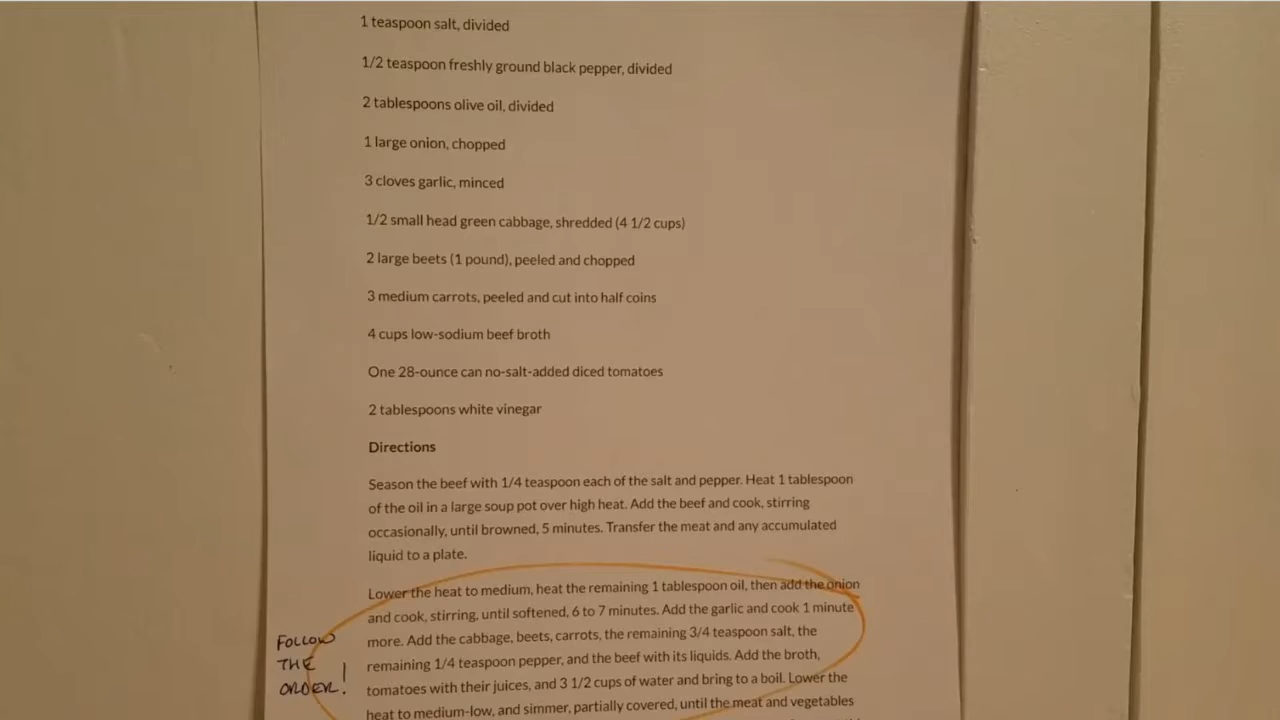 1 teaspoon salt, divided
1/2 teaspoon freshly ground black pepper, divided
2 tablespoons olive oil, divided
1 large onion, chopped
3 cloves garlic, minced
1/2 small head green cabbage, shredded (4 1/2 cups)
2 large beets (1 pound), peeled and chopped
3 medium carrots, peeled and cut into half coins
4 cups low-sodium beef broth
One 28-ounce can no-salt-added diced tomatoes
2 tablespoons white vinegar
Directions
Season the beef with 1/4 teaspoon each of the salt and pepper. Heat 1 tablespoon
of the oil in a large soup pot over high heat. Add the beef and cook, stirring
occasionally, until browned, 5 minutes. Transfer the meat and any accumulated
liquid to a plate.
Lower the heat to medium, heat the remaining 1 tablespoon oil, then add the onion
and cook, stirring, until softened, 6 to 7 minutes. Add the garlic and cook 1 minute
more. Add the cabbage, beets, carrots, the remaining 3/4 teaspoon salt, the
remaining 1/4 teaspoon pepper, and the beef with its liquids. Add the broth,
tomatoes with their juices, and 3 1/2 cups of water and bring to a boil. Lower the
heat to medium-low, and simmer, partially covered, until the meat and vegetables
FOLLOW
THE
ORDER!